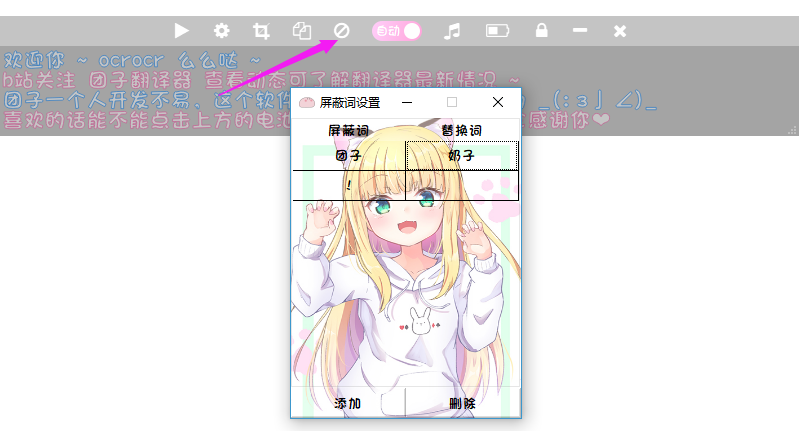 自动
欢迎你 ~ ocrocr 么么哒 ~
b站关注 团子翻译器 查看动态可了解翻译器最新情况 ~
团子一个人开发不易，这个软件
) _(:з」∠)_
喜欢的话能不能点击上方的电池
感谢你❤
屏蔽词设置
屏蔽词 替换词
团子 奶子
!
添加 删除